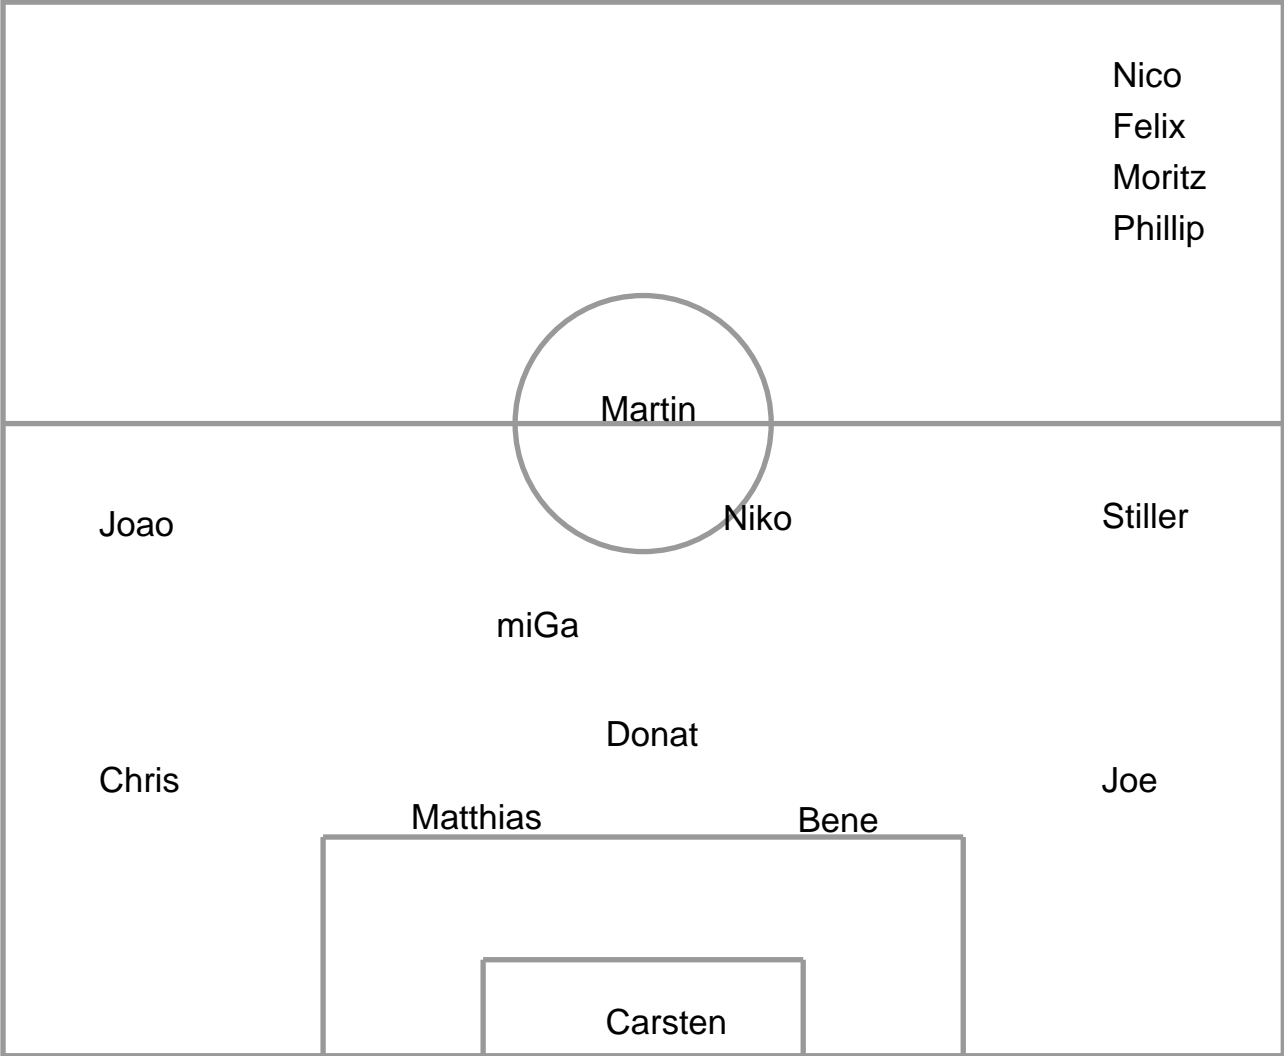 Nico
Felix
Moritz
Phillip
Martin
Joao
Niko
Stiller
miGa
Donat
Chris
Joe
Matthias
Bene
Carsten